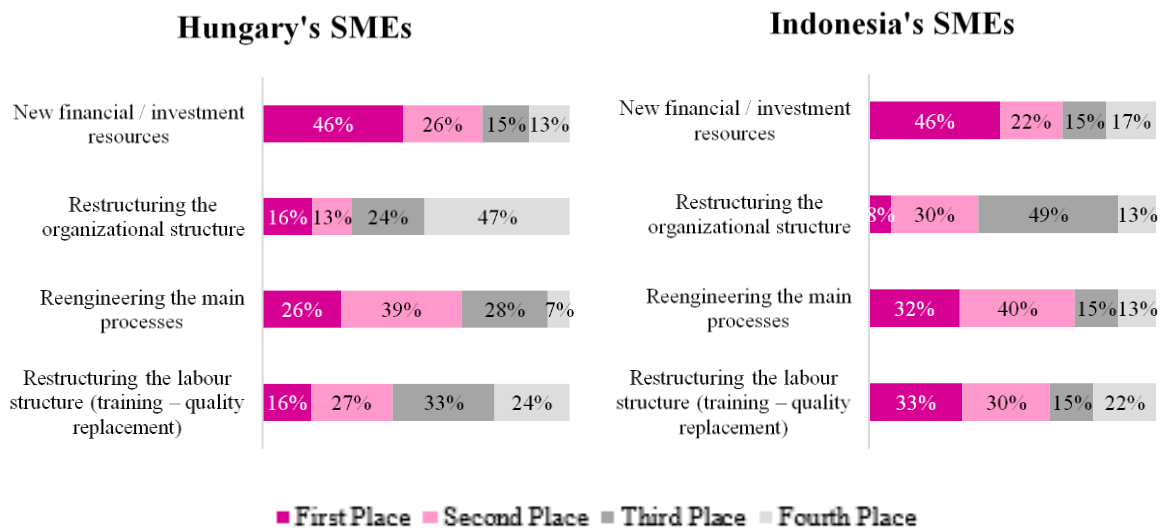 Hungary's SMEs
New financial / investment
resources
46% 26% 15% 13%
Restructuring the
organizational structure
16% 13% 24% 47%
Reengineering the main
processes
26% 39% 28% 7%
Restructuring the labour
structure (training – quality
replacement)
16% 27% 33% 24%
Indonesia's SMEs
New financial / investment
resources
46% 22% 15% 17%
Restructuring the
organizational structure
8% 30% 49% 13%
Reengineering the main
processes
32% 40% 15% 13%
Restructuring the labour
structure (training – quality
replacement)
33% 30% 15% 22%
First Place Second Place Third Place Fourth Place